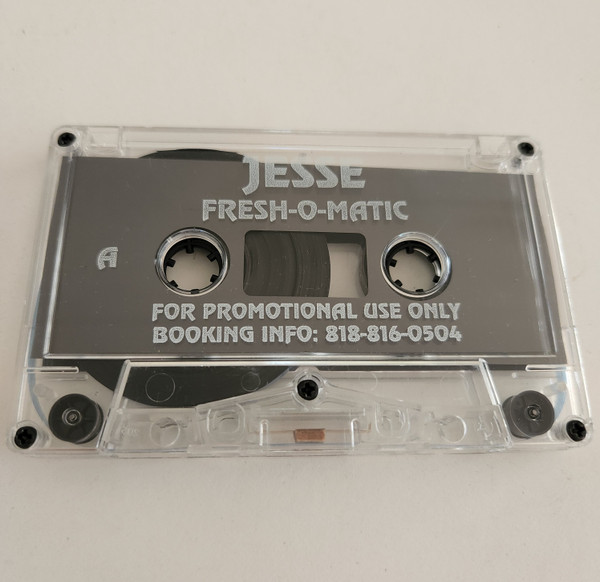 JESSE
FRESH-O-MATIC
A
FOR PROMOTIONAL USE ONLY
BOOKING INFO: 818-816-0504